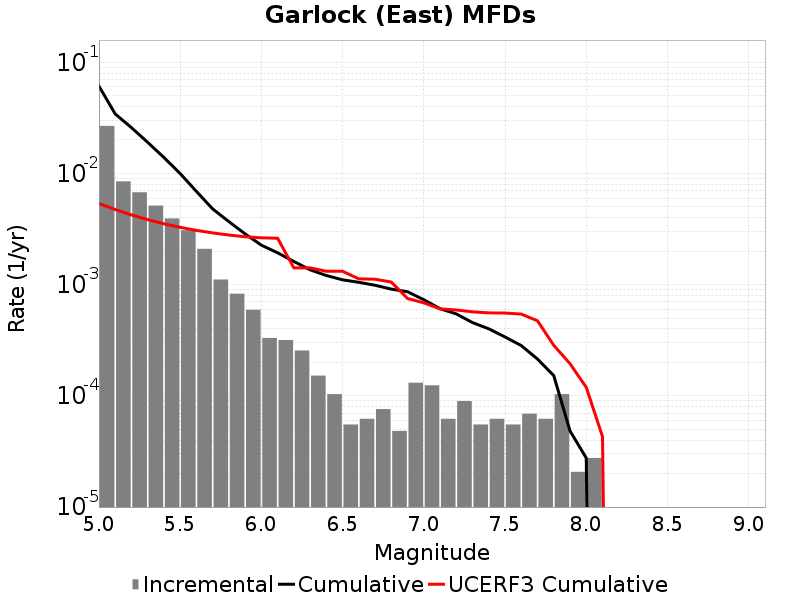 Garlock (East) MFDs
Rate (1/yr)
10^-1
10^-2
10^-3
10^-4
10^-5
5.0 5.5 6.0 6.5 7.0 7.5 8.0 8.5 9.0
Magnitude
Incremental Cumulative UCERF3 Cumulative